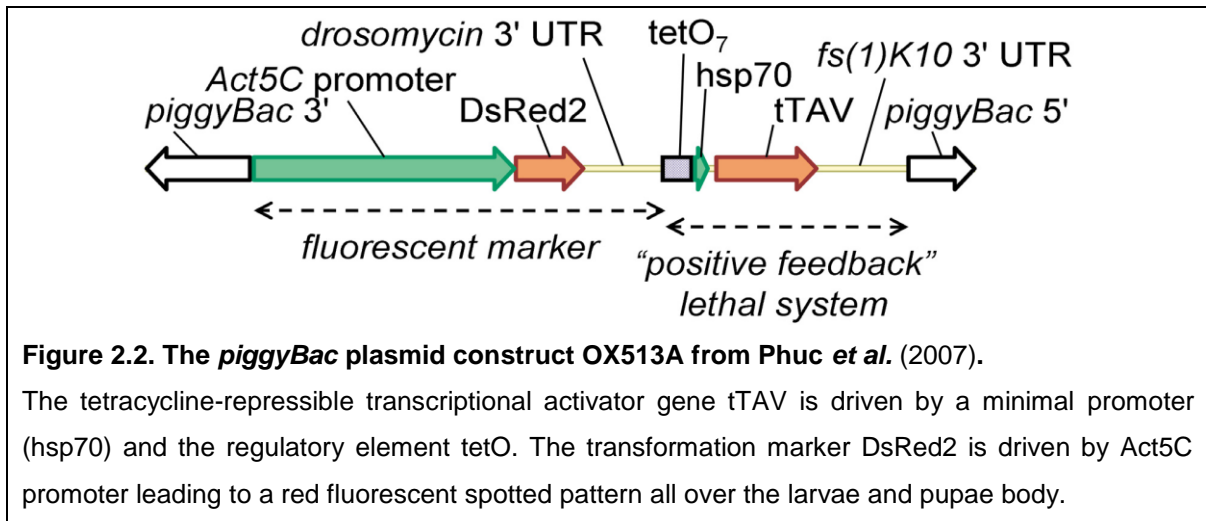 drosomycin 3' UTR
tetO7
fs(1)K10 3' UTR
Act5C promoter
hsp70
piggyBac 3'
DsRed2
tTAV
piggyBac 5'
fluorescent marker
“positive feedback”
lethal system
Figure 2.2. The piggyBac plasmid construct OX513A from Phuc et al. (2007).
The tetracycline-repressible transcriptional activator gene tTAV is driven by a minimal promoter
(hsp70) and the regulatory element tetO. The transformation marker DsRed2 is driven by Act5C
promoter leading to a red fluorescent spotted pattern all over the larvae and pupae body.